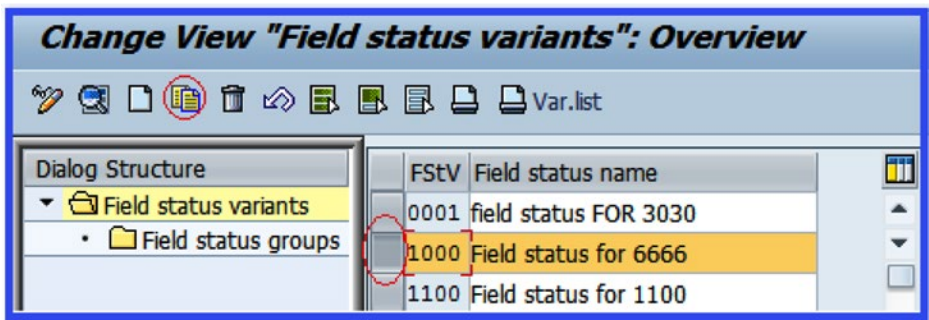 Change View "Field status variants": Overview
Var.list
Dialog Structure
Field status variants
Field status groups
FStV Field status name
0001 field status FOR 3030
1000 Field status for 6666
1100 Field status for 1100